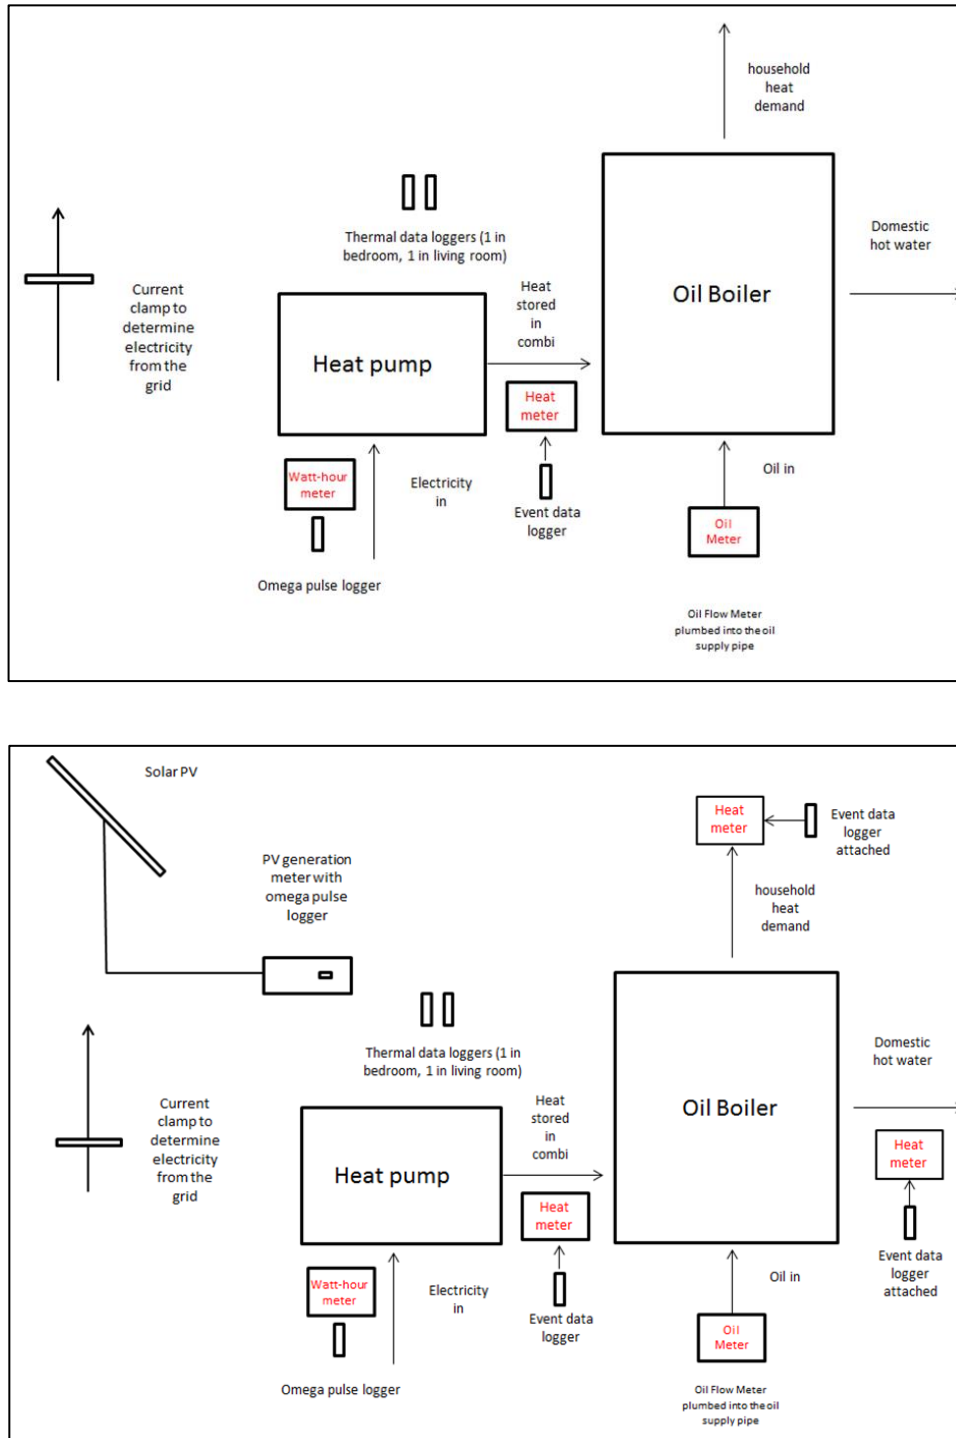 household
heat
demand
Thermal data loggers (1 in
bedroom, 1 in living room)
Domestic
hot water
Current
clamp to
determine
electricity
from the
grid
Heat
stored
in
combi
Oil Boiler
Heat pump
Heat
meter
Watt-hour
meter
Electricity
in
Event data
logger
Oil in
Oil
Meter
Omega pulse logger
Oil Flow Meter
plumbed into the oil
supply pipe
Solar PV
PV generation
meter with
omega pulse
logger
Heat
meter
Event data
logger
attached
household
heat
demand
Thermal data loggers (1 in
bedroom, 1 in living room)
Domestic
hot water
Current
clamp to
determine
electricity
from the
grid
Heat
stored
in
combi
Oil Boiler
Heat pump
Heat
meter
Heat
meter
Event data
logger
attached
Watt-hour
meter
Electricity
in
Event data
logger
Oil in
Oil
Meter
Omega pulse logger
Oil Flow Meter
plumbed into the oil
supply pipe